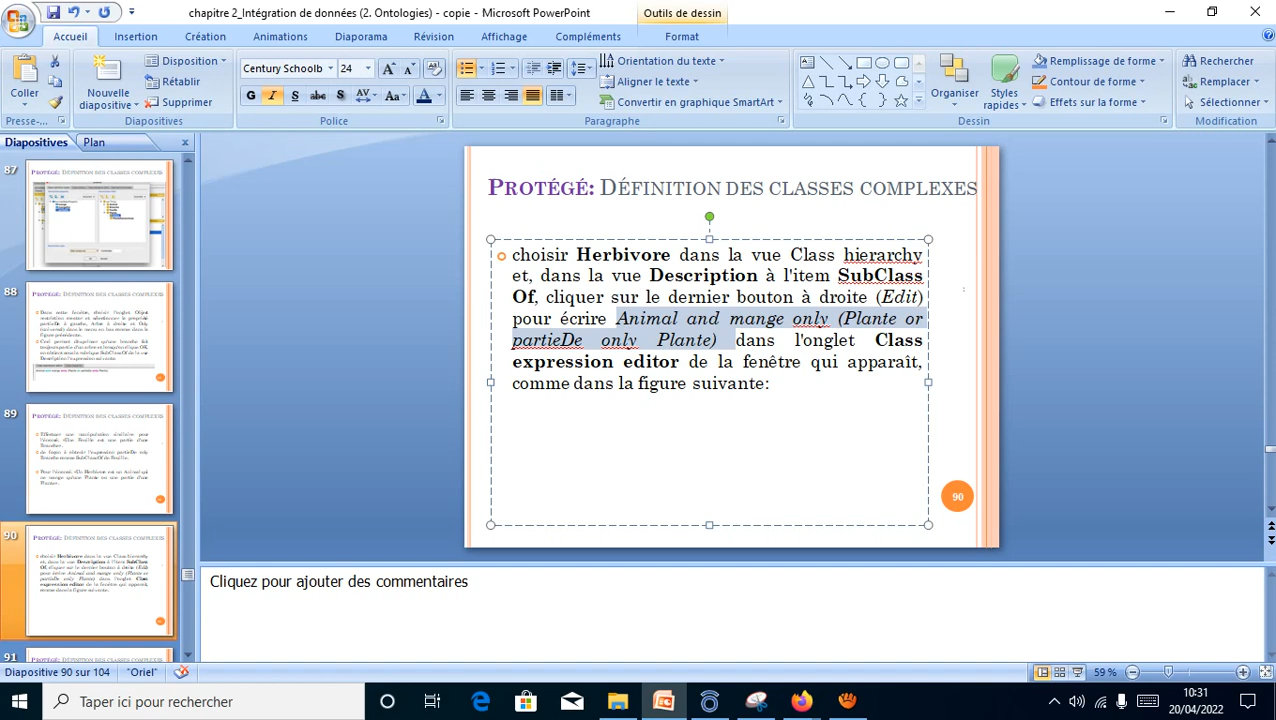 chapitre 2_Intégration de données (2. Ontologies) - copie - Microsoft PowerPoint
Outils de dessin
Accueil
Insertion
Création
Animations
Diaporama
Révision
Affichage
Compléments
Format
Coller
Presse-...
Nouvelle diapositive
Disposition
Rétablir
Supprimer
Diapositives
Century Schoolb
24
G I S abc S AV Aa A
Police
Orientation du texte
Aligner le texte
Convertir en graphique SmartArt
Paragraphe
Organiser
Styles rapides
Remplissage de forme
Contour de forme
Effets sur la forme
Dessin
Rechercher
Remplacer
Sélectionner
Modification
Diapositives
Plan
87
88
89
90
91
PROTÉGÉ: DÉFINITION DES CLASSES COMPLEXES
choisir Herbivore dans la vue Class hierarchy
et, dans la vue Description à l'item SubClass
Of, cliquer sur le dernier bouton à droite (Edit)
pour écrire Animal and mange only (Plante or
partieDe only Plante) dans l'onglet Class
expression editor de la fenêtre qui apparaît,
comme dans la figure suivante:
90
Cliquez pour ajouter des commentaires
Diapositive 90 sur 104
"Oriel"
59 %
Taper ici pour rechercher
10:31
20/04/2022